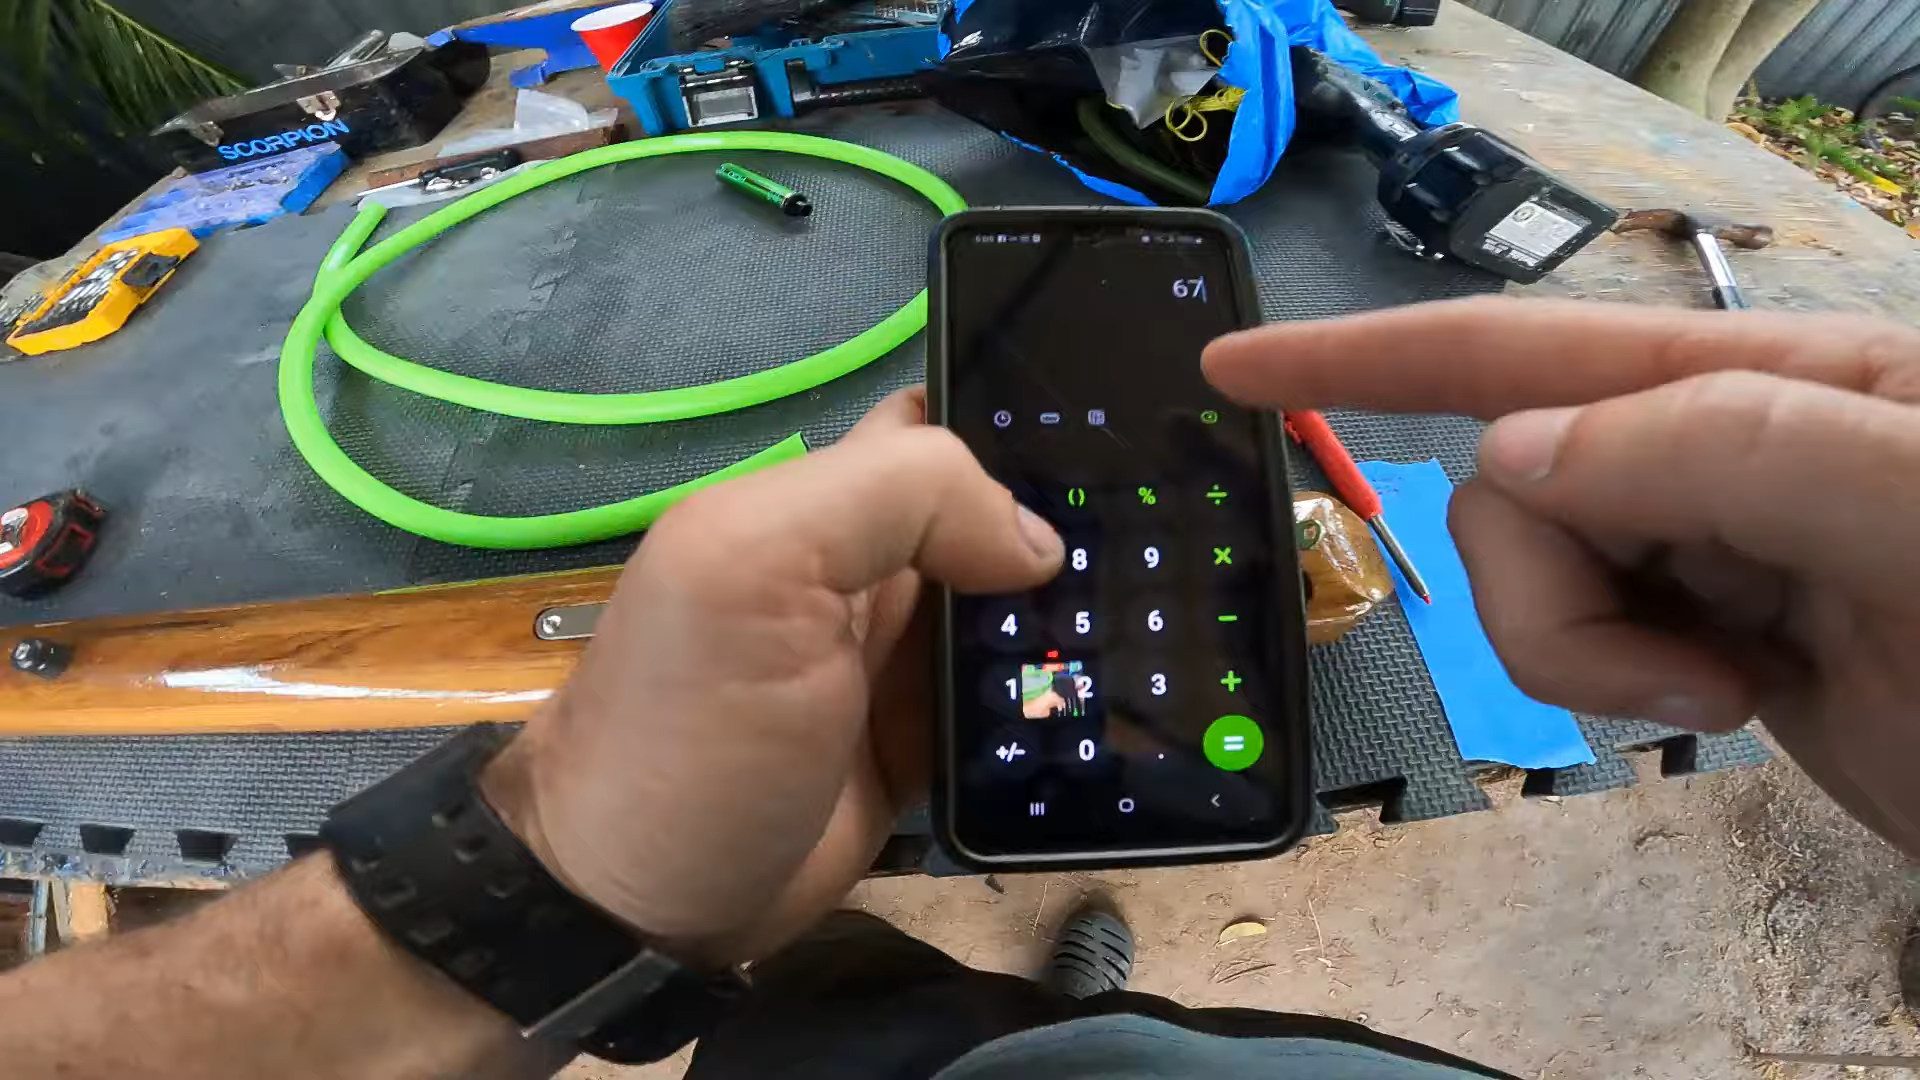 SCORPION
67
() % ÷
8 9 ×
4 5 6 −
1 2 3 +
+/− 0 . =